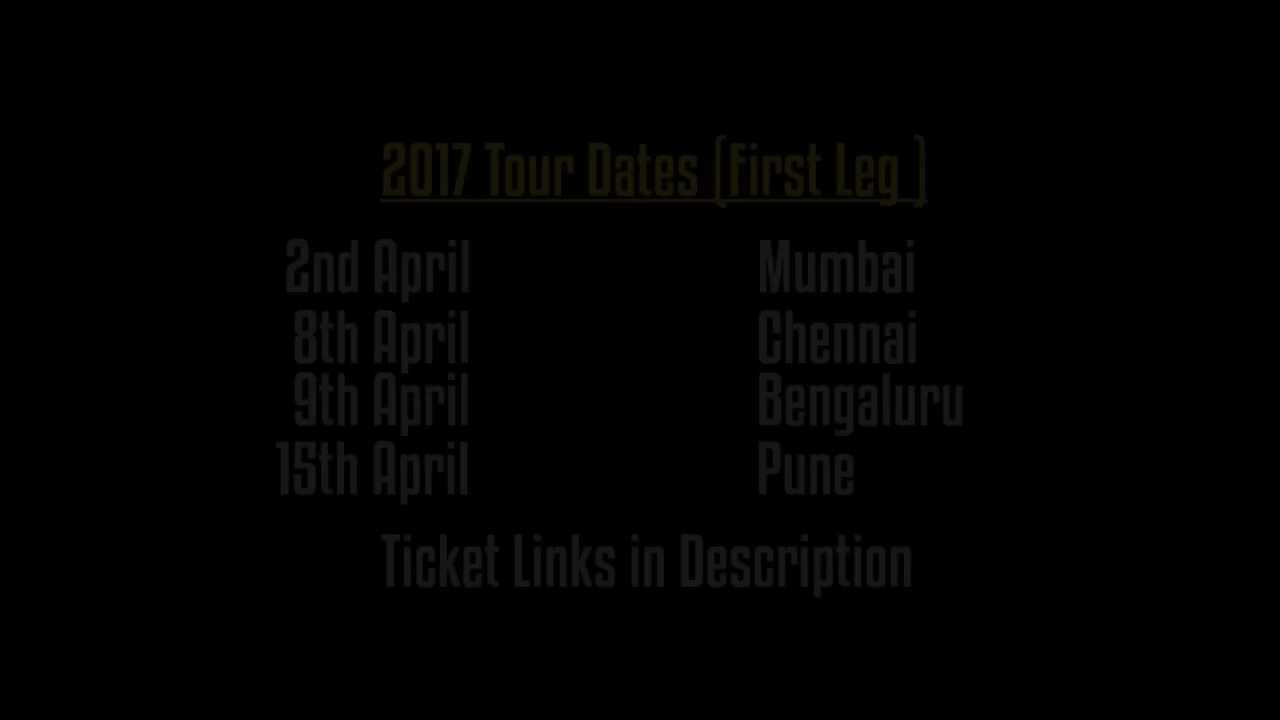 2017 Tour Dates (First Leg )
2nd April Mumbai
8th April Chennai
9th April Bengaluru
15th April Pune
Ticket Links in Description